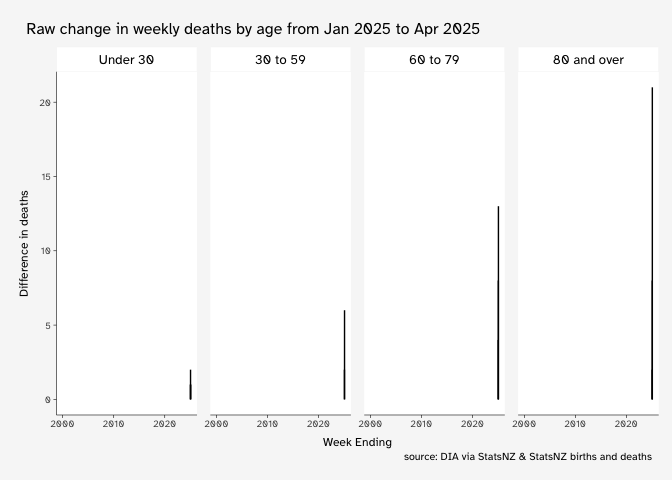 Raw change in weekly deaths by age from Jan 2025 to Apr 2025
Under 30
30 to 59
60 to 79
80 and over
Difference in deaths
20
15
10
5
0
2000 2010 2020 2000 2010 2020 2000 2010 2020 2000 2010 2020
Week Ending
source: DIA via StatsNZ & StatsNZ births and deaths